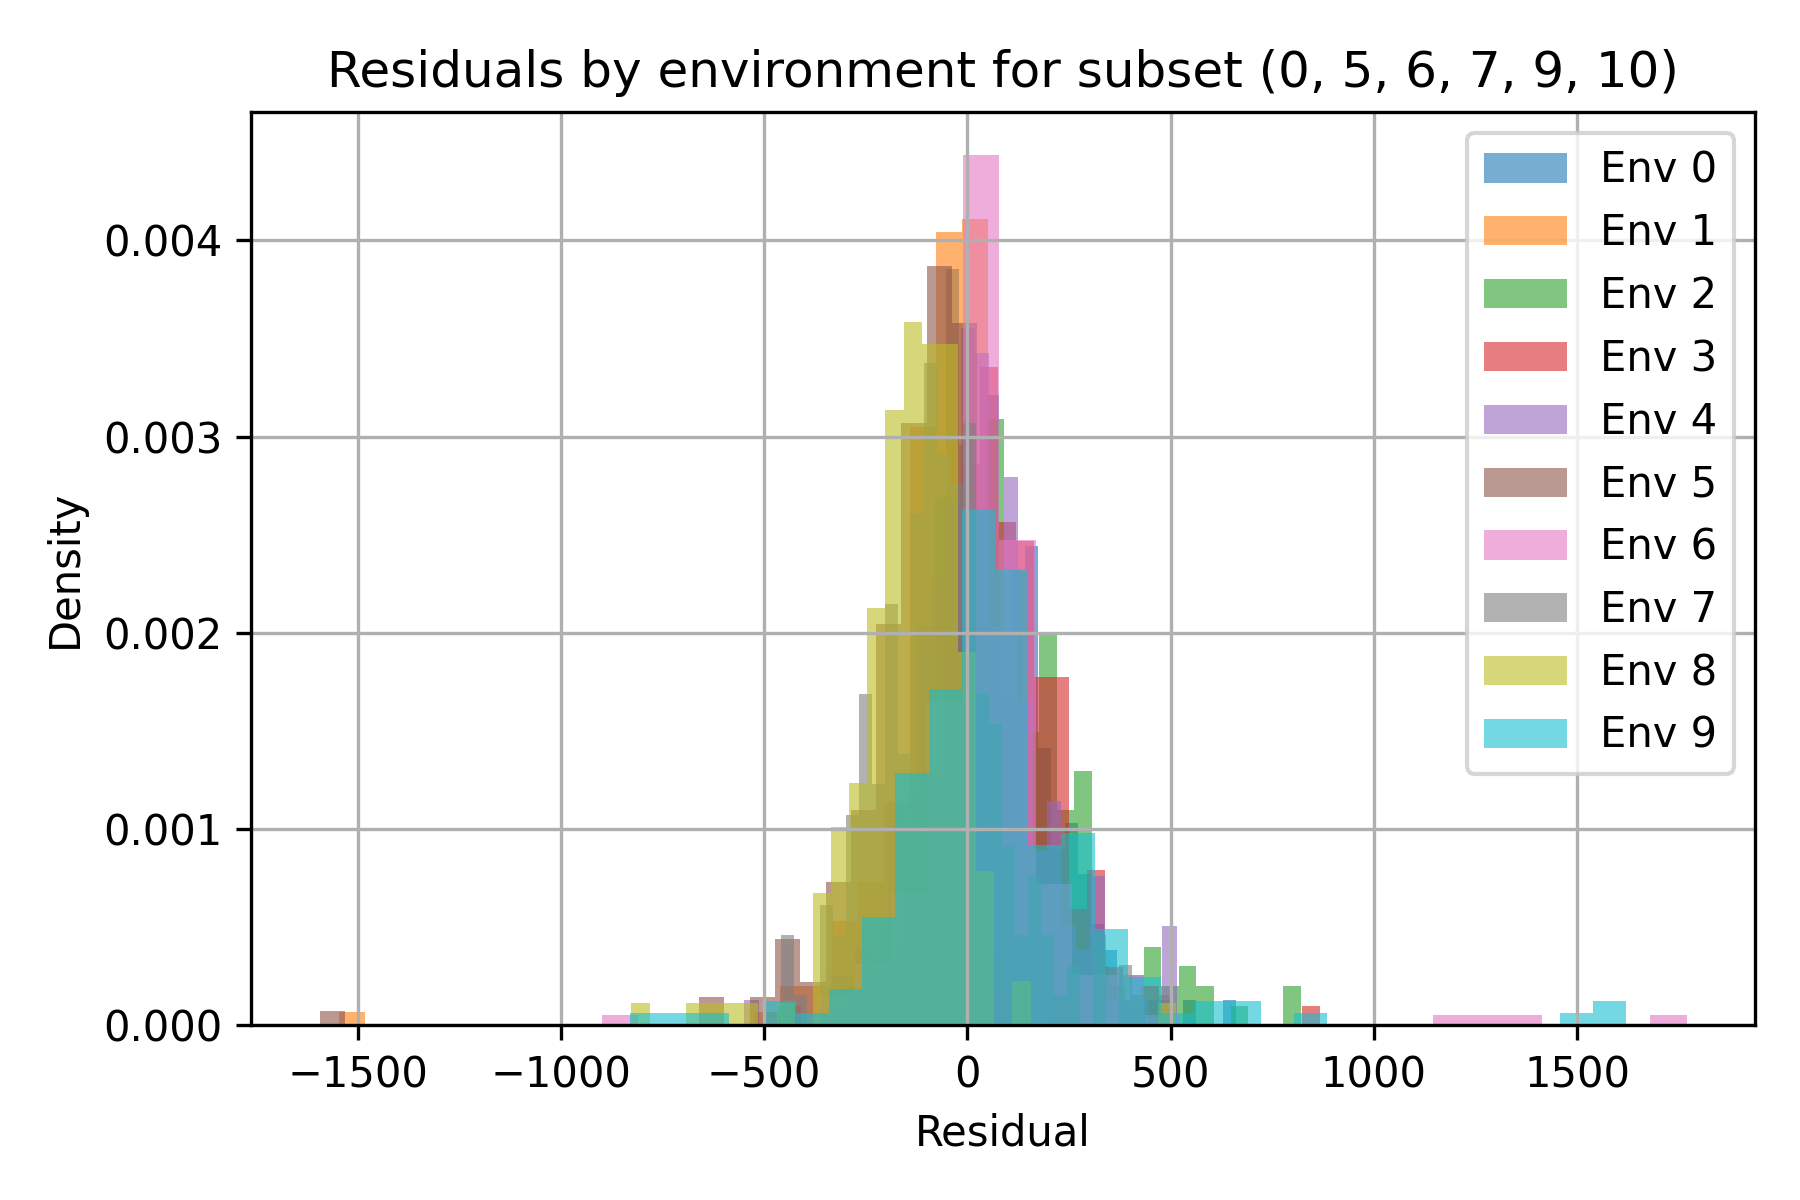 Residuals by environment for subset (0, 5, 6, 7, 9, 10)
Env 0
Env 1
Env 2
Env 3
Env 4
Env 5
Env 6
Env 7
Env 8
Env 9
Density
0.004
0.003
0.002
0.001
0.000
−1500
−1000
−500
0
500
1000
1500
Residual